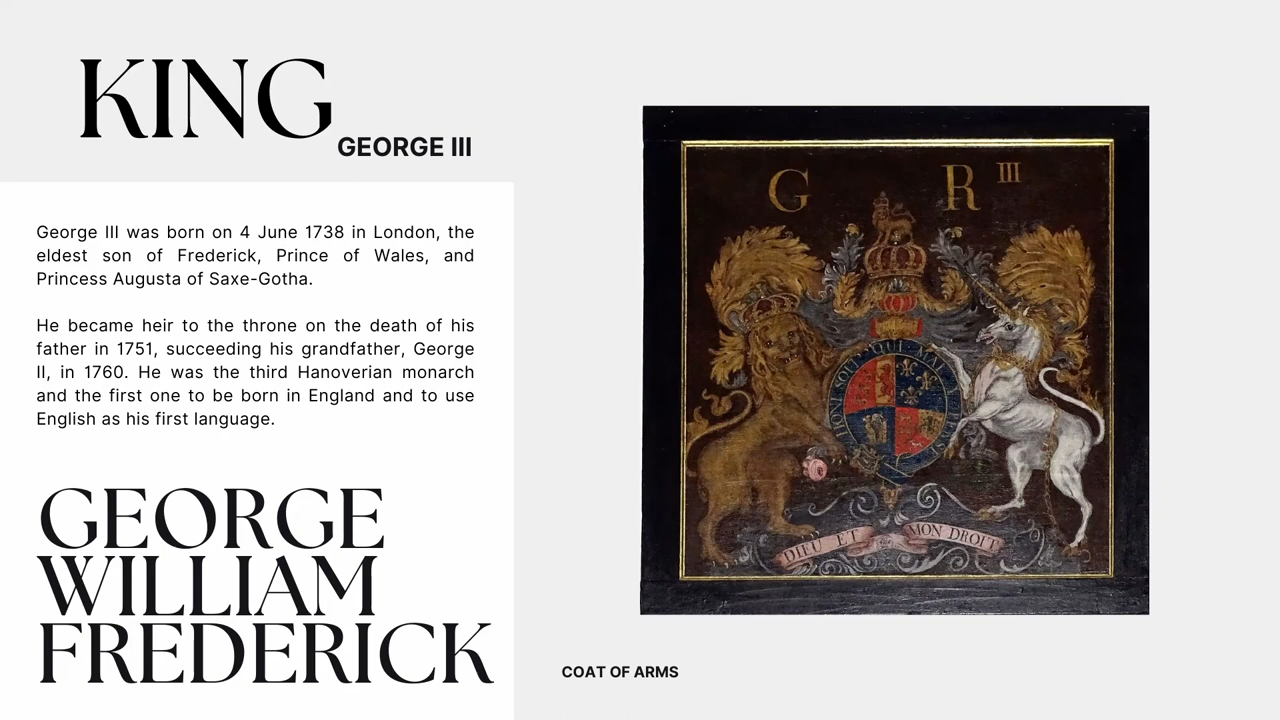 KING
GEORGE III
George III was born on 4 June 1738 in London, the
eldest son of Frederick, Prince of Wales, and
Princess Augusta of Saxe-Gotha.
He became heir to the throne on the death of his
father in 1751, succeeding his grandfather, George
II, in 1760. He was the third Hanoverian monarch
and the first one to be born in England and to use
English as his first language.
GEORGE
WILLIAM
FREDERICK
G R III
HONI SOIT QUI MAL
DIEU ET MON DROIT
COAT OF ARMS